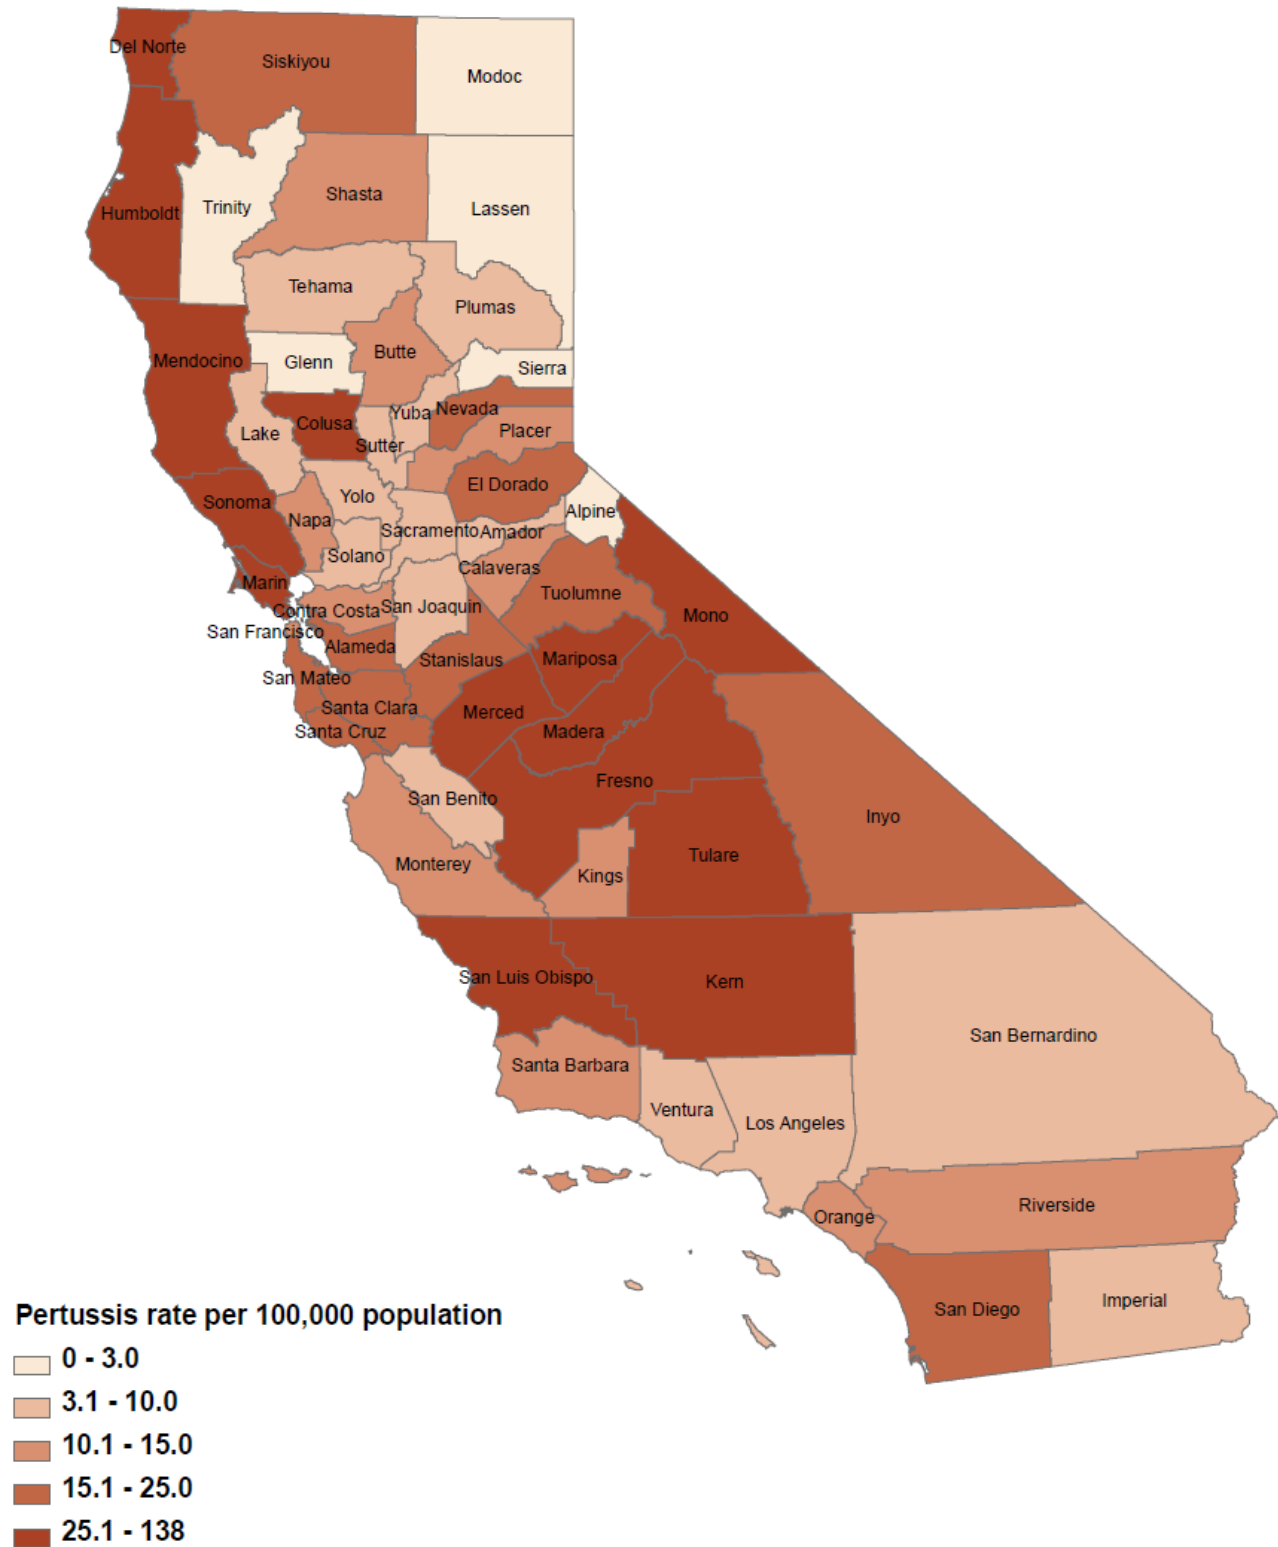 Del Norte
Siskiyou
Modoc
Humboldt
Trinity
Shasta
Lassen
Tehama
Plumas
Mendocino
Glenn
Butte
Sierra
Lake
Colusa
Sutter
Yuba
Nevada
Placer
Sonoma
Napa
Yolo
El Dorado
Alpine
Sacramento
Amador
Solano
Calaveras
Marin
Contra Costa
San Joaquin
Tuolumne
Mono
San Francisco
Alameda
Stanislaus
Mariposa
San Mateo
Santa Clara
Merced
Madera
Santa Cruz
Fresno
San Benito
Inyo
Monterey
Kings
Tulare
San Luis Obispo
Kern
San Bernardino
Santa Barbara
Ventura
Los Angeles
Orange
Riverside
San Diego
Imperial
Pertussis rate per 100,000 population
0 - 3.0
3.1 - 10.0
10.1 - 15.0
15.1 - 25.0
25.1 - 138